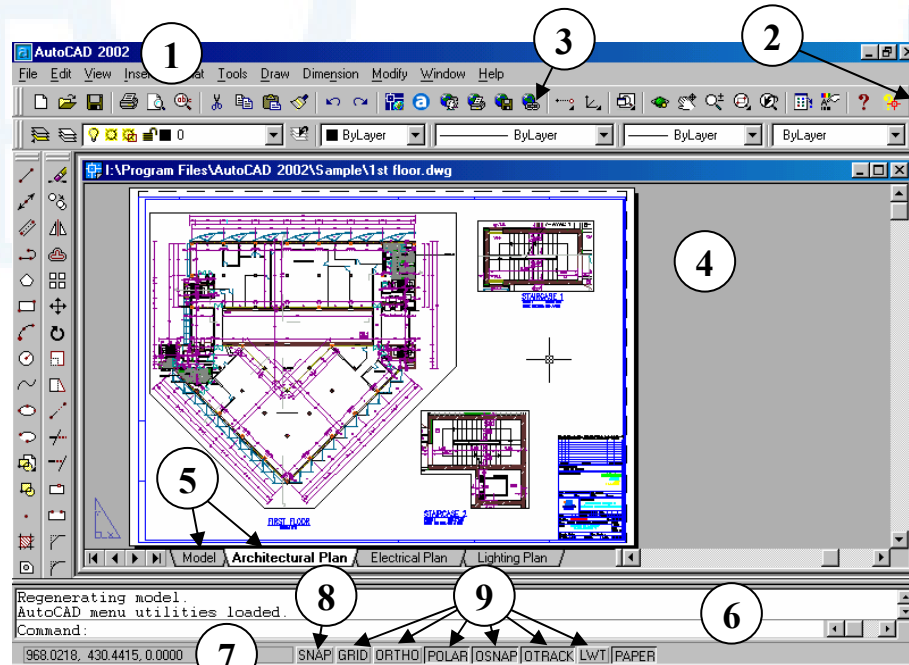 AutoCAD 2002
1
3
2
File Edit View Tools Draw Dimension Modify Window Help
0 ByLayer ByLayer ByLayer ByLayer
I:\Program Files\AutoCAD 2002\Sample\1st floor.dwg
4
STAIRCASE 1
5
FIRST FLOOR
STAIRCASE 2
Model Architectural Plan Electrical Plan Lighting Plan
Regenerating model.
AutoCAD menu utilities loaded.
Command:
8
9
6
968.0218, 430.4415, 0.0000
7
SNAP GRID ORTHO POLAR OSNAP OTRACK LWT PAPER